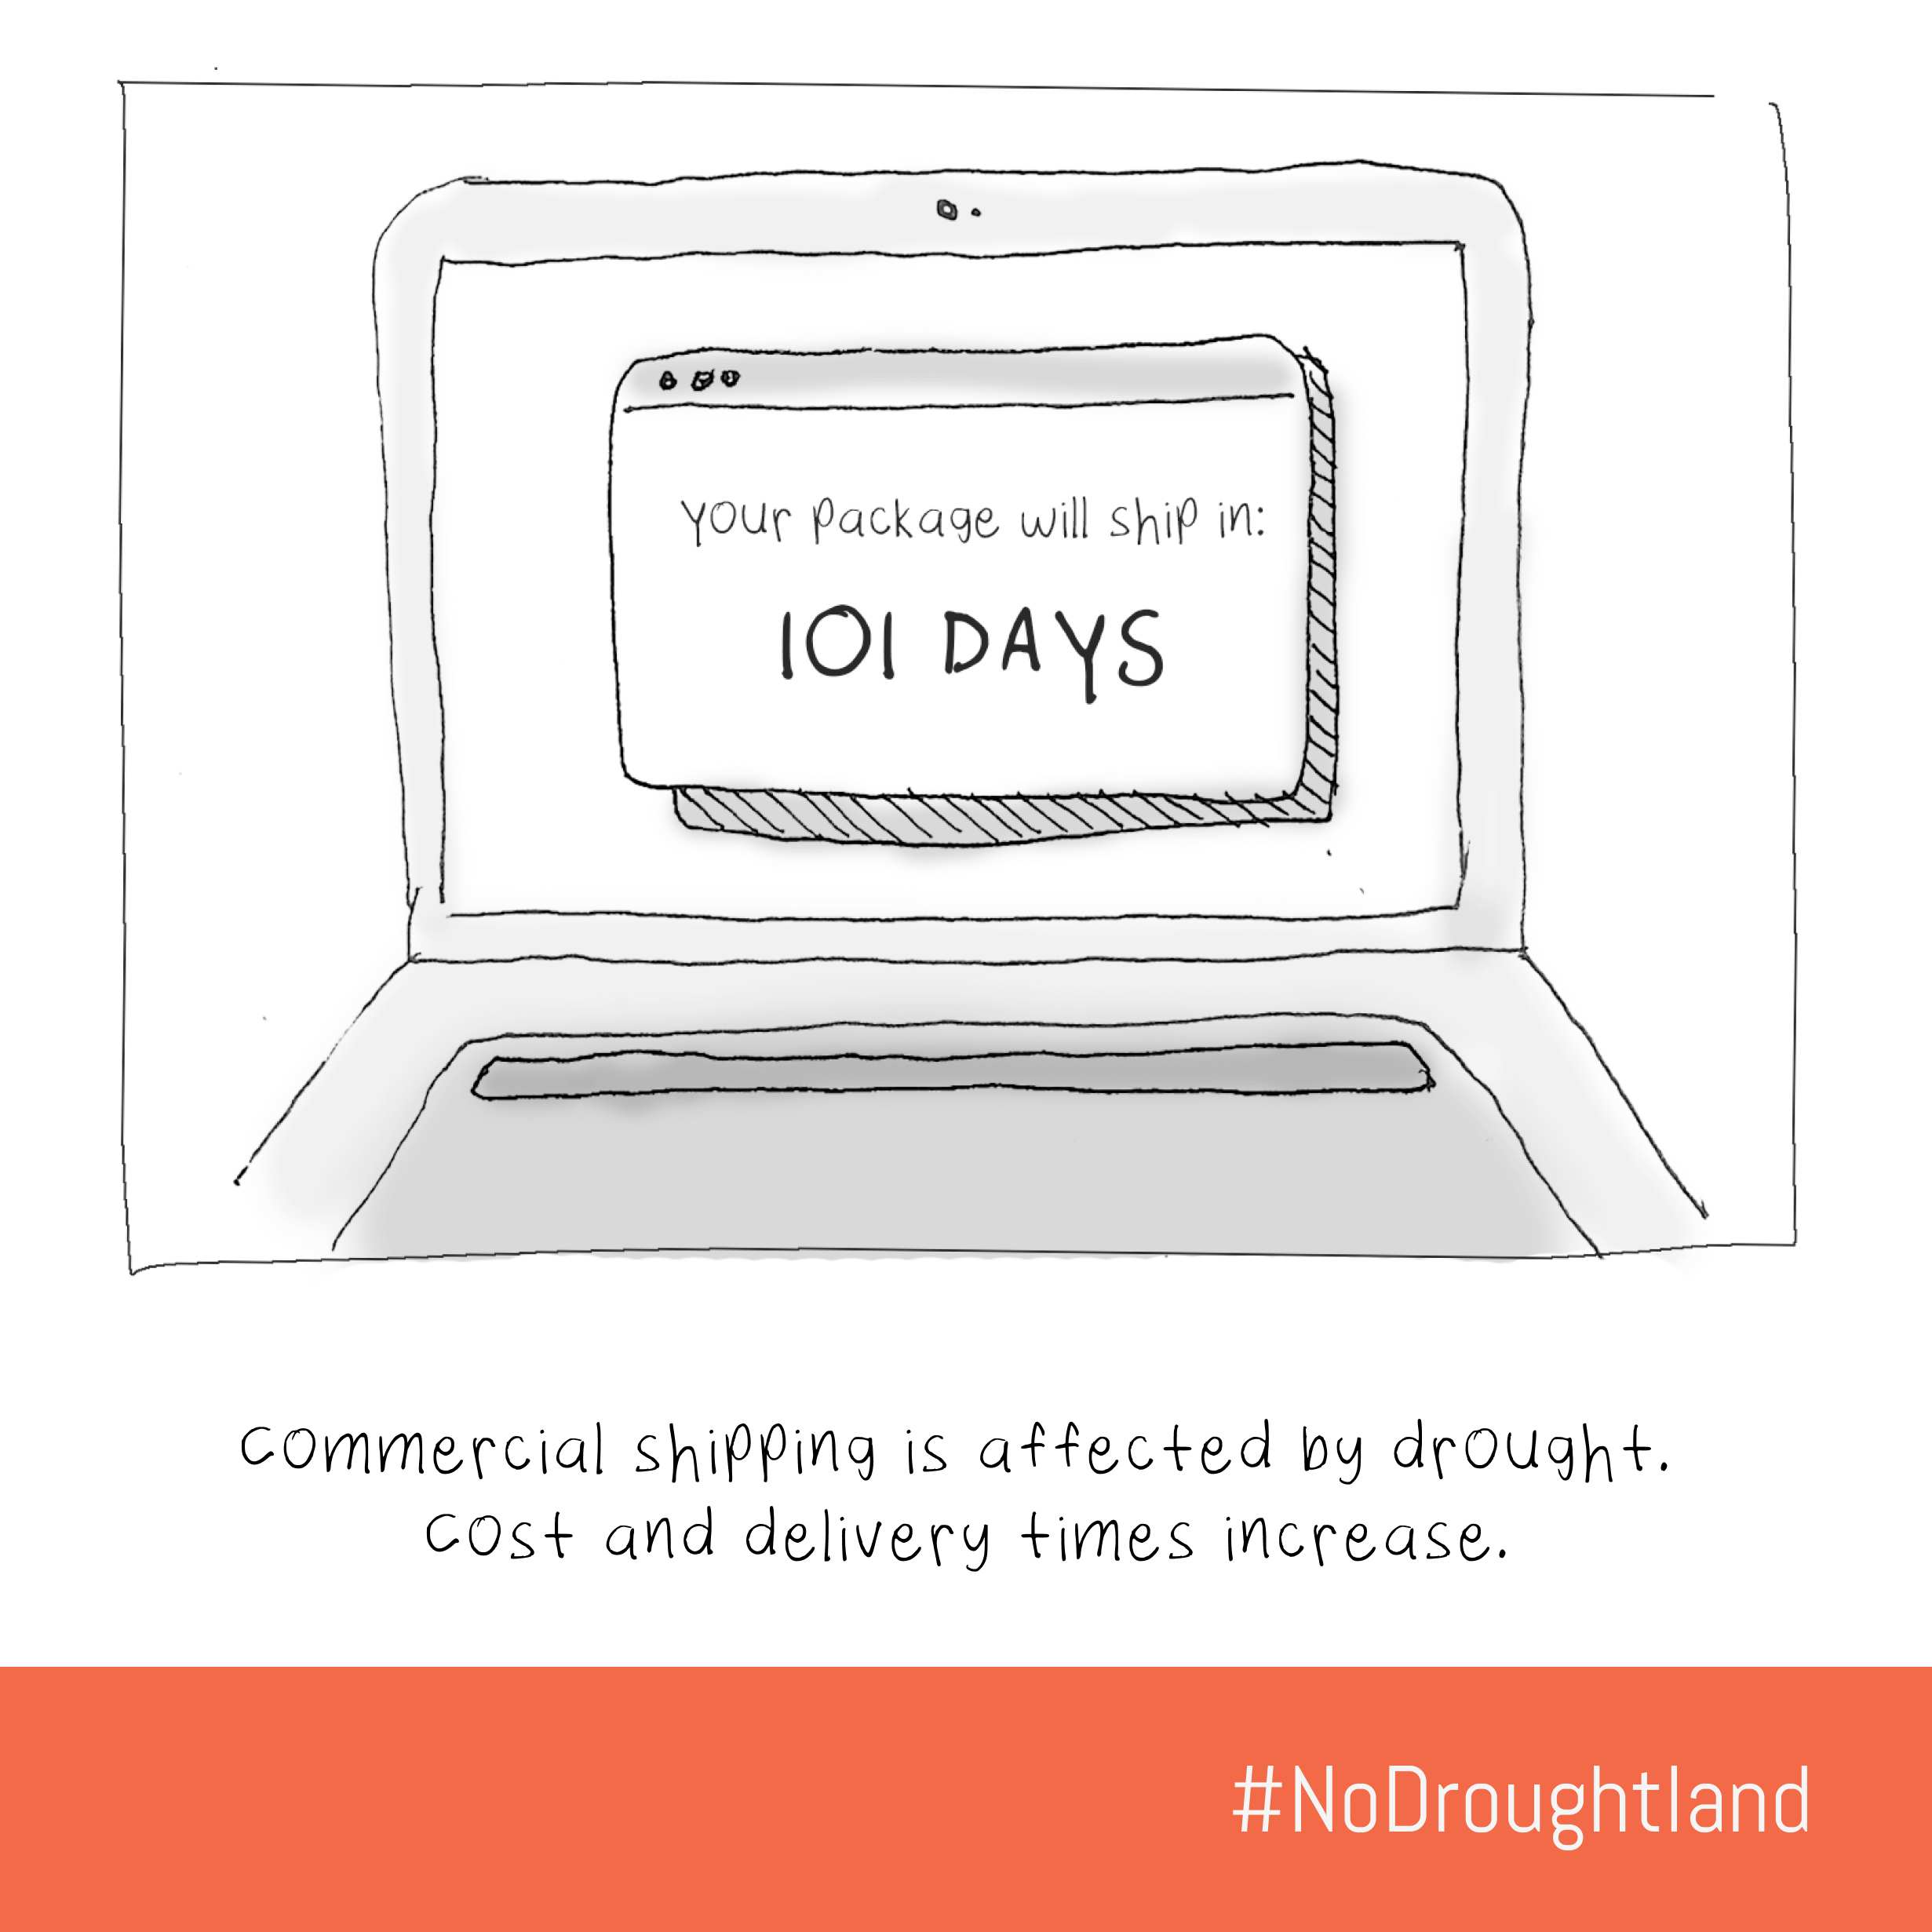 Your package will ship in:
101 DAYS
Commercial shipping is affected by drought.
Cost and delivery times increase.
#NoDroughtland